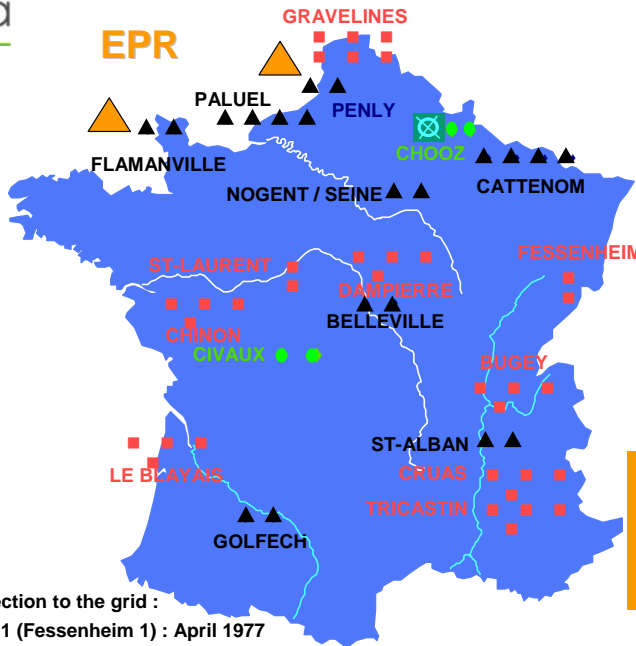 GRAVELINES
EPR
PALUEL
PENLY
FLAMANVILLE
CHOOZ
CATTENOM
NOGENT / SEINE
FESSENHEIM
ST-LAURENT
DAMPIERRE
BELLEVILLE
CHINON
CIVAUX
BUGEY
ST-ALBAN
LE BLAYAIS
CRUAS
TRICASTIN
GOLFECH
ection to the grid :
1 (Fessenheim 1) : April 1977